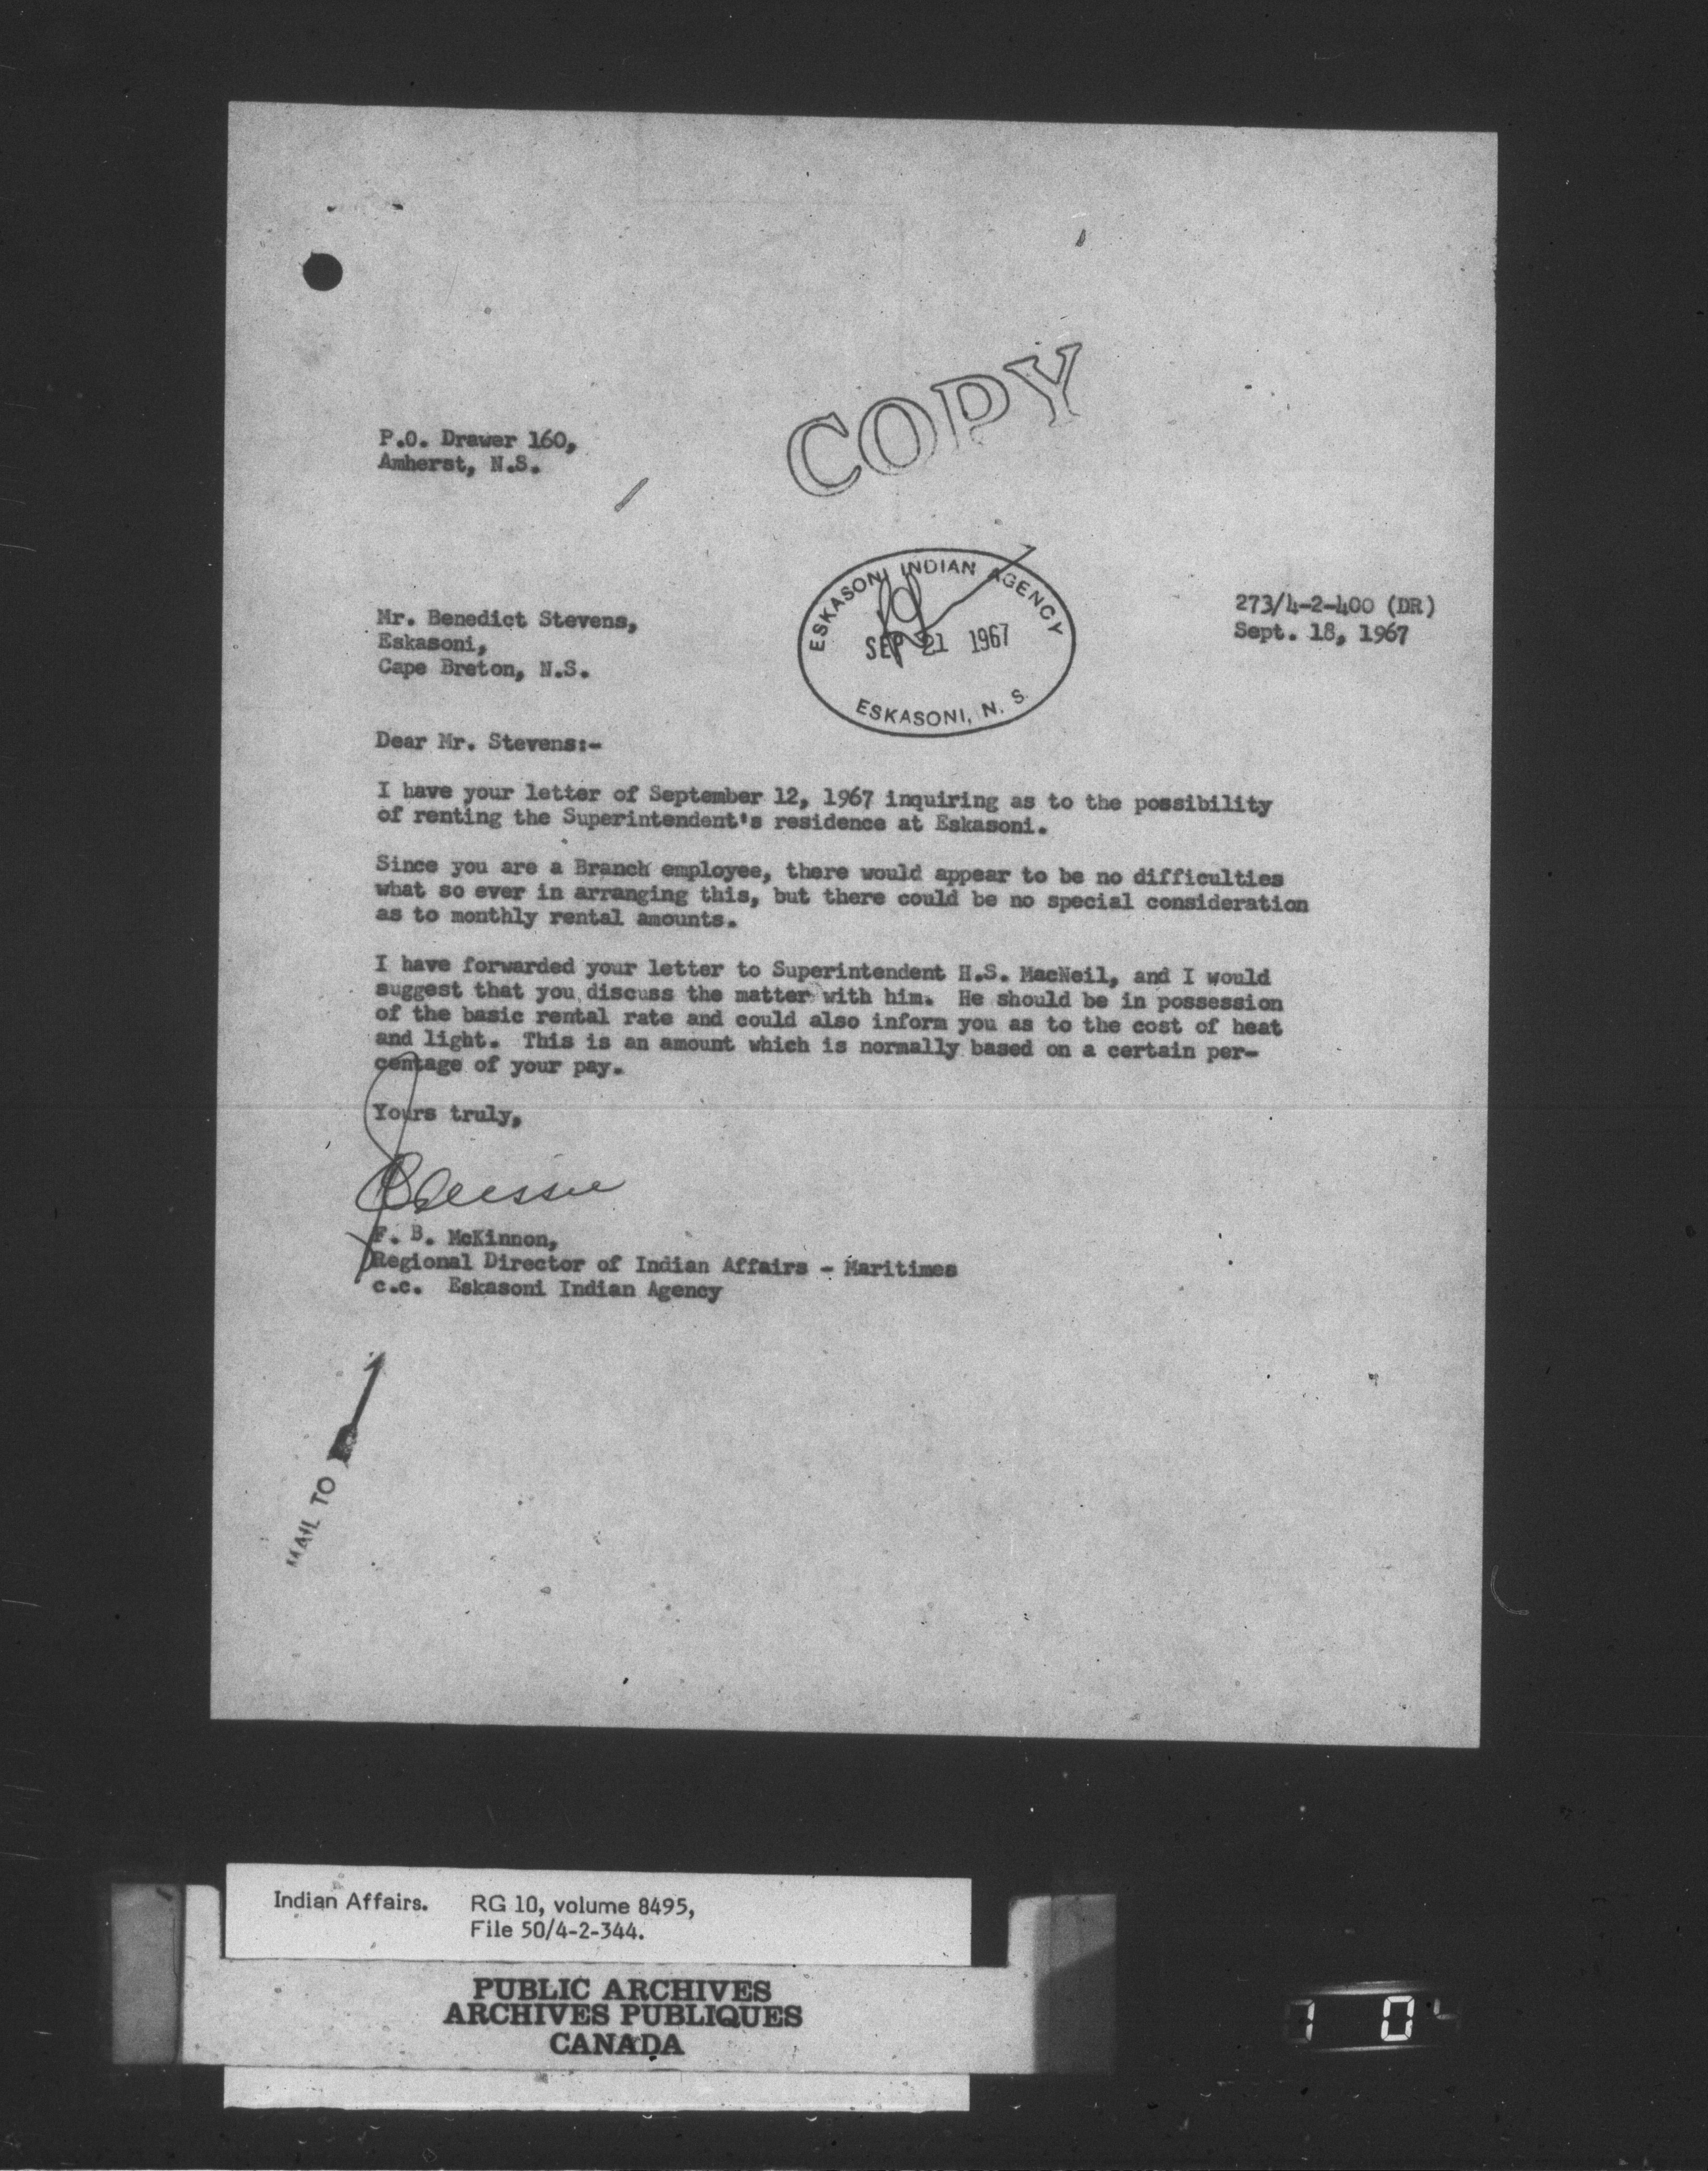 COPY
P.O. Drawer 160,
Amherst, N.S.
ESKASONI INDIAN AGENCY
SEP 21 1967
ESKASONI, N. S.
273/4-2-400 (DR)
Sept. 18, 1967
Mr. Benedict Stevens,
Eskasoni,
Cape Breton, N.S.
Dear Mr. Stevens:-
I have your letter of September 12, 1967 inquiring as to the possibility
of renting the Superintendent's residence at Eskasoni.
Since you are a Branch employee, there would appear to be no difficulties
what so ever in arranging this, but there could be no special consideration
as to monthly rental amounts.
I have forwarded your letter to Superintendent H.S. MacNeil, and I would
suggest that you discuss the matter with him. He should be in possession
of the basic rental rate and could also inform you as to the cost of heat
and light. This is an amount which is normally based on a certain per-
centage of your pay.
Yours truly,
F. B. McKinnon,
Regional Director of Indian Affairs - Maritimes
c.c. Eskasoni Indian Agency
MAIL TO
Indian Affairs. RG 10, volume 8495,
File 50/4-2-344.
PUBLIC ARCHIVES
ARCHIVES PUBLIQUES
CANADA